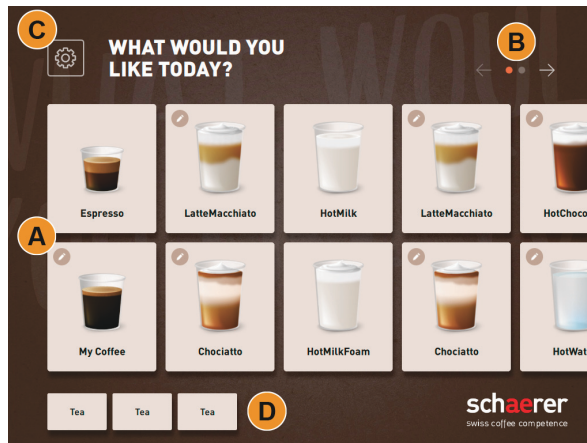 C
WHAT WOULD YOU
LIKE TODAY?
B
Espresso
LatteMacchiato
HotMilk
LatteMacchiato
HotChoco
A
My Coffee
Chociatto
HotMilkFoam
Chociatto
HotWat
Tea
Tea
Tea
D
schaerer
swiss coffee competence